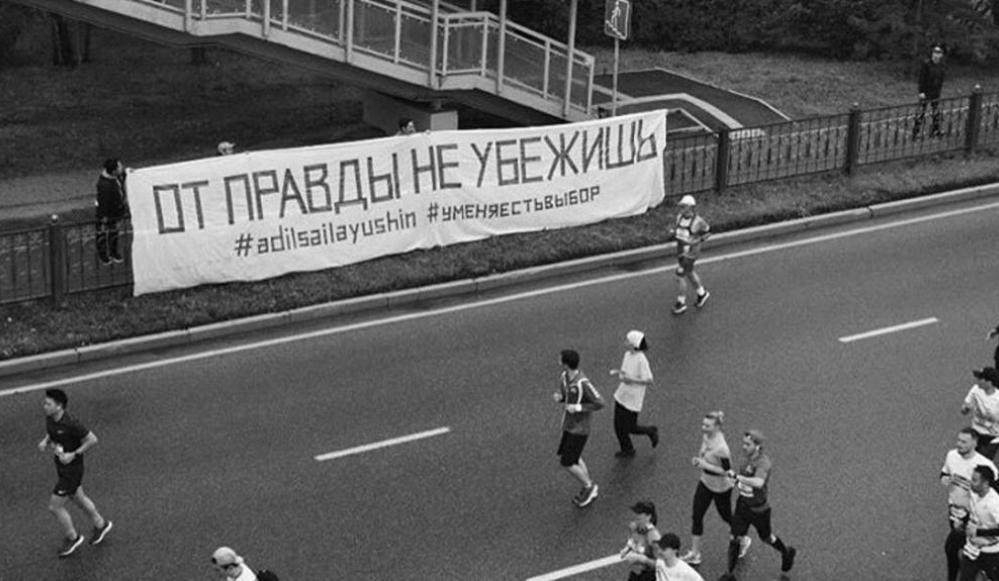 ОТ ПРАВДЫ НЕ УБЕЖИШЬ
#adilsailayushin #УМЕНЯЕСТЬВЫБОР